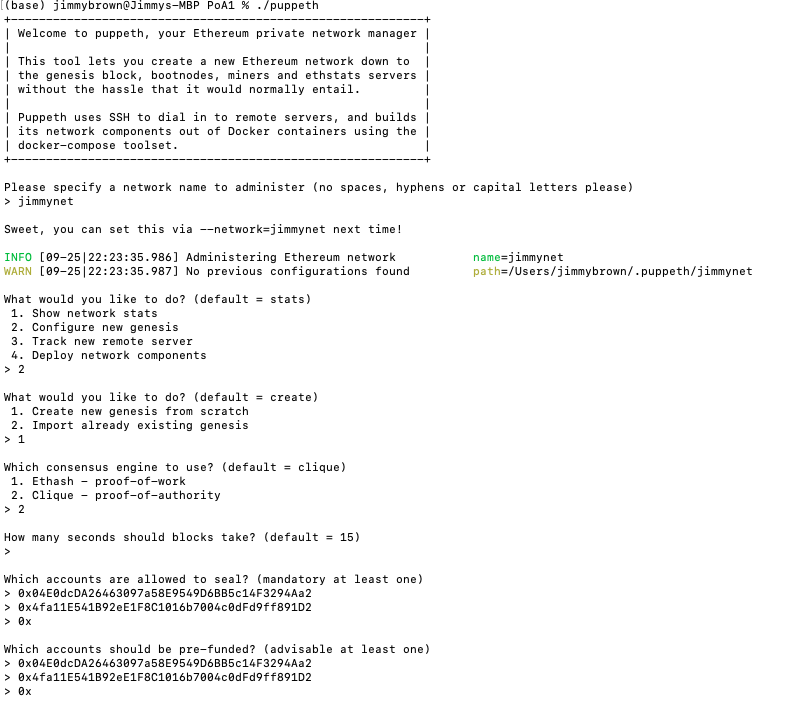 (base) jimmybrown@Jimmys-MBP PoA1 % ./puppeth
+-----------------------------------------------------------+
| Welcome to puppeth, your Ethereum private network manager |
|                                                           |
| This tool lets you create a new Ethereum network down to  |
| the genesis block, bootnodes, miners and ethstats servers |
| without the hassle that it would normally entail.         |
|                                                           |
| Puppeth uses SSH to dial in to remote servers, and builds |
| its network components out of Docker containers using the |
| docker-compose toolset.                                   |
+-----------------------------------------------------------+
Please specify a network name to administer (no spaces, hyphens or capital letters please)
> jimmynet
Sweet, you can set this via --network=jimmynet next time!
INFO [09-25|22:23:35.986] Administering Ethereum network           name=jimmynet
WARN [09-25|22:23:35.987] No previous configurations found         path=/Users/jimmybrown/.puppeth/jimmynet
What would you like to do? (default = stats)
 1. Show network stats
 2. Configure new genesis
 3. Track new remote server
 4. Deploy network components
> 2
What would you like to do? (default = create)
 1. Create new genesis from scratch
 2. Import already existing genesis
> 1
Which consensus engine to use? (default = clique)
 1. Ethash - proof-of-work
 2. Clique - proof-of-authority
> 2
How many seconds should blocks take? (default = 15)
>
Which accounts are allowed to seal? (mandatory at least one)
> 0x04E0dcDA26463097a58E9549D6BB5c14F3294Aa2
> 0x4fa11E541B92eE1F8C1016b7004c0dFd9ff891D2
> 0x
Which accounts should be pre-funded? (advisable at least one)
> 0x04E0dcDA26463097a58E9549D6BB5c14F3294Aa2
> 0x4fa11E541B92eE1F8C1016b7004c0dFd9ff891D2
> 0x